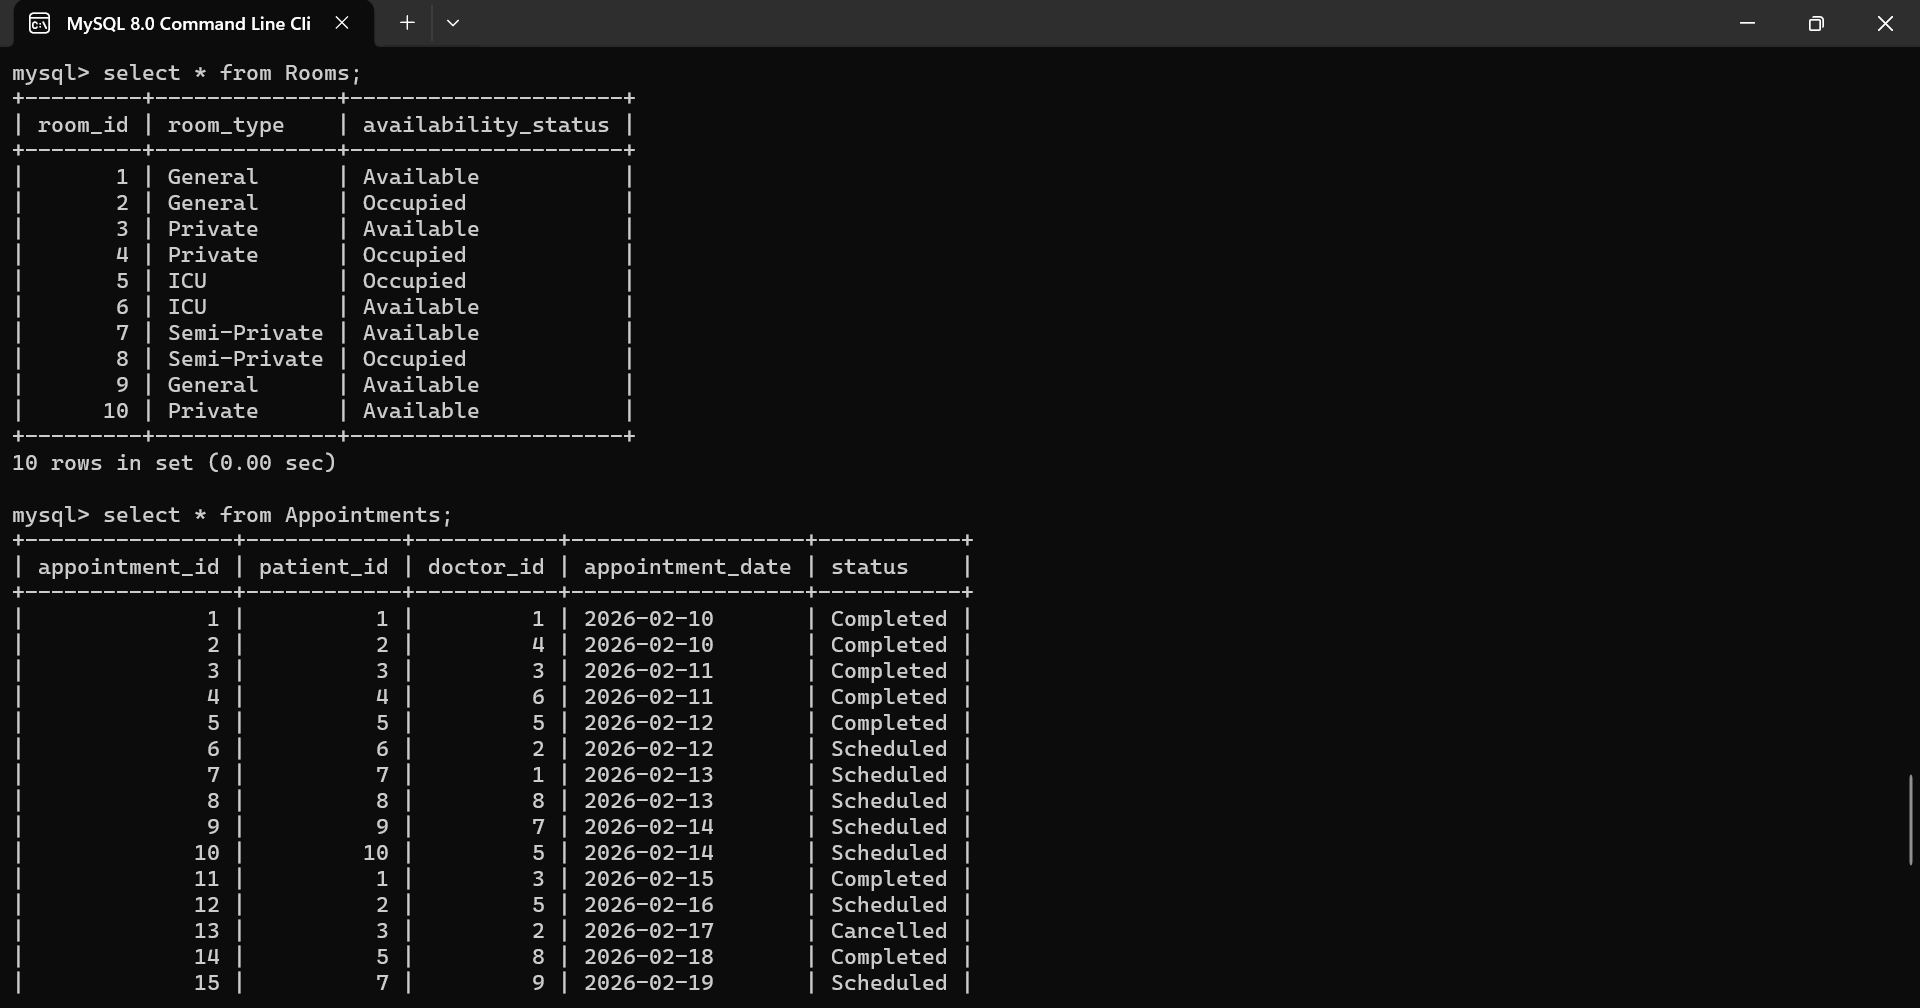 MySQL 8.0 Command Line Cli
mysql> select * from Rooms;
+---------+--------------+---------------------+
| room_id | room_type    | availability_status |
+---------+--------------+---------------------+
|       1 | General      | Available           |
|       2 | General      | Occupied            |
|       3 | Private      | Available           |
|       4 | Private      | Occupied            |
|       5 | ICU          | Occupied            |
|       6 | ICU          | Available           |
|       7 | Semi-Private | Available           |
|       8 | Semi-Private | Occupied            |
|       9 | General      | Available           |
|      10 | Private      | Available           |
+---------+--------------+---------------------+
10 rows in set (0.00 sec)

mysql> select * from Appointments;
+----------------+------------+-----------+------------------+-----------+
| appointment_id | patient_id | doctor_id | appointment_date | status    |
+----------------+------------+-----------+------------------+-----------+
|              1 |          1 |         1 | 2026-02-10       | Completed |
|              2 |          2 |         4 | 2026-02-10       | Completed |
|              3 |          3 |         3 | 2026-02-11       | Completed |
|              4 |          4 |         6 | 2026-02-11       | Completed |
|              5 |          5 |         5 | 2026-02-12       | Completed |
|              6 |          6 |         2 | 2026-02-12       | Scheduled |
|              7 |          7 |         1 | 2026-02-13       | Scheduled |
|              8 |          8 |         8 | 2026-02-13       | Scheduled |
|              9 |          9 |         7 | 2026-02-14       | Scheduled |
|             10 |         10 |         5 | 2026-02-14       | Scheduled |
|             11 |          1 |         3 | 2026-02-15       | Completed |
|             12 |          2 |         5 | 2026-02-16       | Scheduled |
|             13 |          3 |         2 | 2026-02-17       | Cancelled |
|             14 |          5 |         8 | 2026-02-18       | Completed |
|             15 |          7 |         9 | 2026-02-19       | Scheduled |